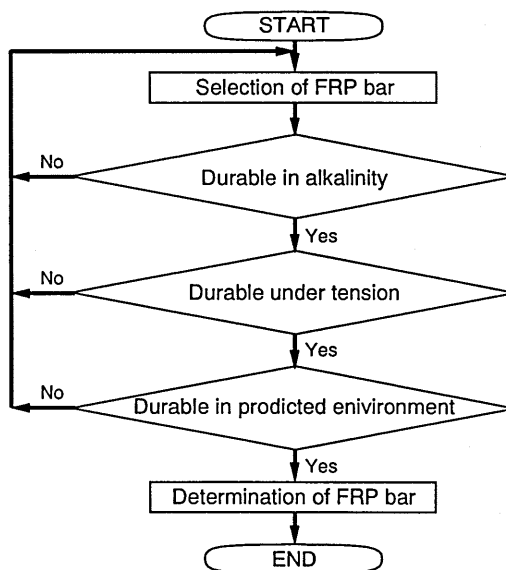 START
Selection of FRP bar
No
Durable in alkalinity
Yes
No
Durable under tension
Yes
No
Durable in prodicted enivironment
Yes
Determination of FRP bar
END